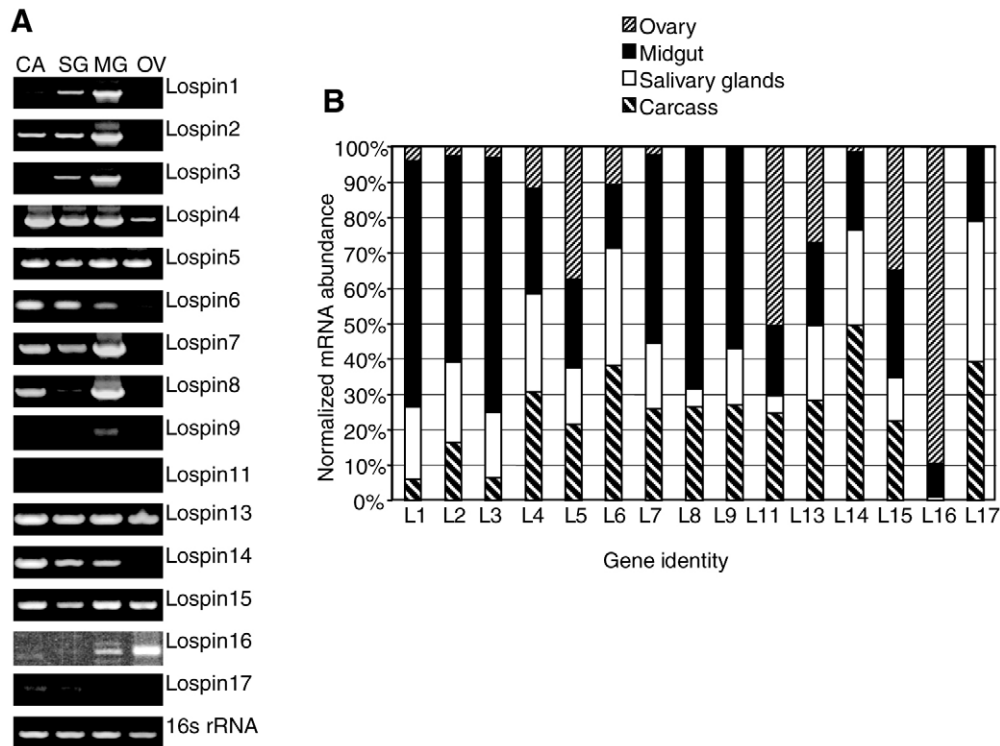 A
CA SG MG OV
Lospin1
Lospin2
Lospin3
Lospin4
Lospin5
Lospin6
Lospin7
Lospin8
Lospin9
Lospin11
Lospin13
Lospin14
Lospin15
Lospin16
Lospin17
16s rRNA
B
Ovary
Midgut
Salivary glands
Carcass
Normalized mRNA abundance
100%
90%
80%
70%
60%
50%
40%
30%
20%
10%
0%
L1 L2 L3 L4 L5 L6 L7 L8 L9 L11 L13 L14 L15 L16 L17
Gene identity